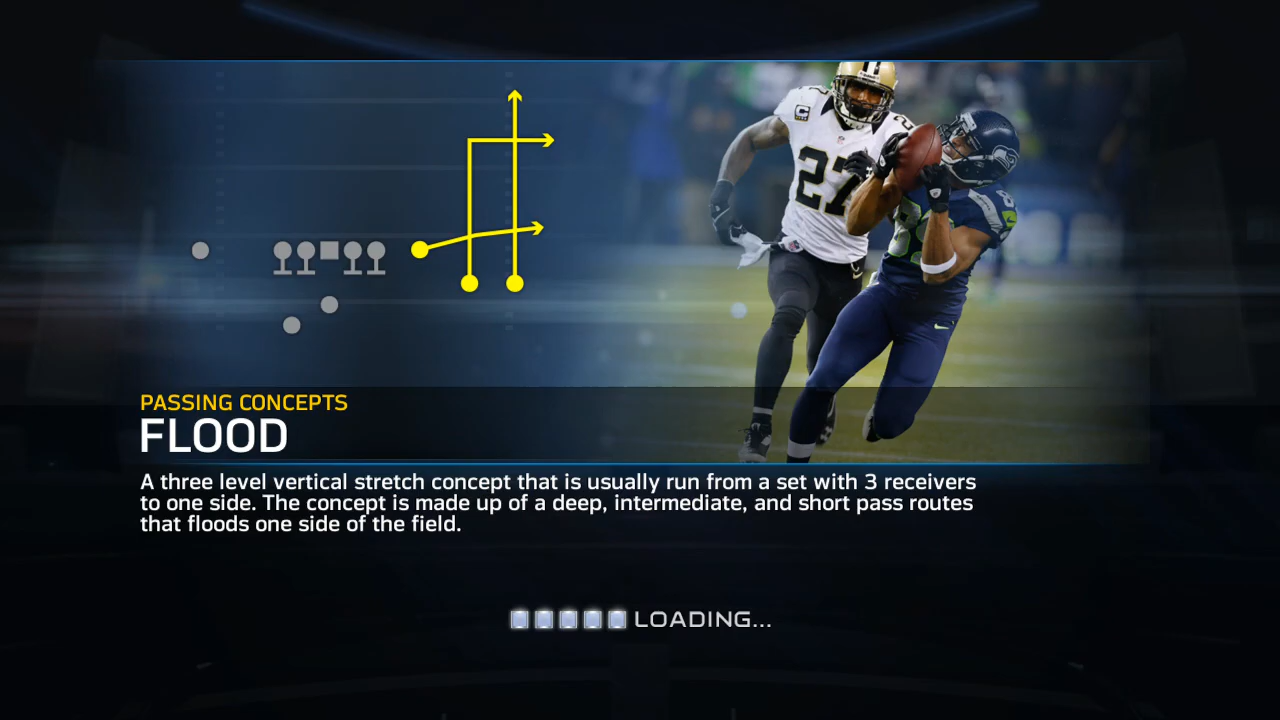 PASSING CONCEPTS
FLOOD
A three level vertical stretch concept that is usually run from a set with 3 receivers
to one side. The concept is made up of a deep, intermediate, and short pass routes
that floods one side of the field.
LOADING...
27
C